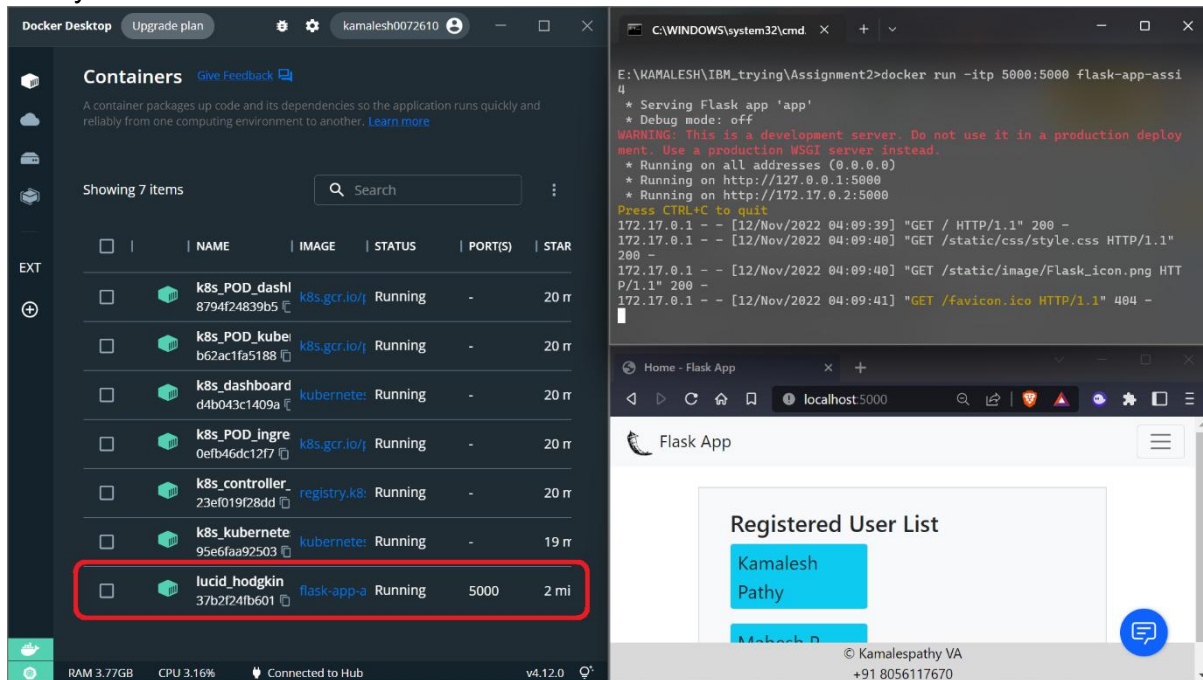 Docker Desktop Upgrade plan kamalesh0072610
Containers Give Feedback
A container packages up code and its dependencies so the application runs quickly and
reliably from one computing environment to another. Learn more
Showing 7 items Search
NAME IMAGE STATUS PORT(S) STAR
EXT
k8s_POD_dashl k8s.gcr.io/ Running - 20 m
8794f24839b5
k8s_POD_kube k8s.gcr.io/ Running - 20 m
b62ac1fa5188
k8s_dashboard kubernete Running - 20 m
d4b043c1409a
k8s_POD_ingre k8s.gcr.io/ Running - 20 m
0efb46dc12f7
k8s_controller_ registry.k8 Running - 20 m
23ef019f28dd
k8s_kubernete kubernete Running - 19 m
95e6faa92503
lucid_hodgkin flask-app-a Running 5000 2 mi
37b2f24fb601
RAM 3.77GB CPU 3.16% Connected to Hub v4.12.0
C:\WINDOWS\system32\cmd.
E:\KAMALESH\IBM_trying\Assignment2>docker run -itp 5000:5000 flask-app-assi
4
* Serving Flask app 'app'
* Debug mode: off
WARNING: This is a development server. Do not use it in a production deploy
ment. Use a production WSGI server instead.
* Running on all addresses (0.0.0.0)
* Running on http://127.0.0.1:5000
* Running on http://172.17.0.2:5000
Press CTRL+C to quit
172.17.0.1 - - [12/Nov/2022 04:09:39] "GET / HTTP/1.1" 200 -
172.17.0.1 - - [12/Nov/2022 04:09:40] "GET /static/css/style.css HTTP/1.1"
200 -
172.17.0.1 - - [12/Nov/2022 04:09:40] "GET /static/image/Flask_icon.png HTT
P/1.1" 200 -
172.17.0.1 - - [12/Nov/2022 04:09:41] "GET /favicon.ico HTTP/1.1" 404 -
Home - Flask App
localhost:5000
Flask App
Registered User List
Kamalesh
Pathy
© Kamalespathy VA
+91 8056117670